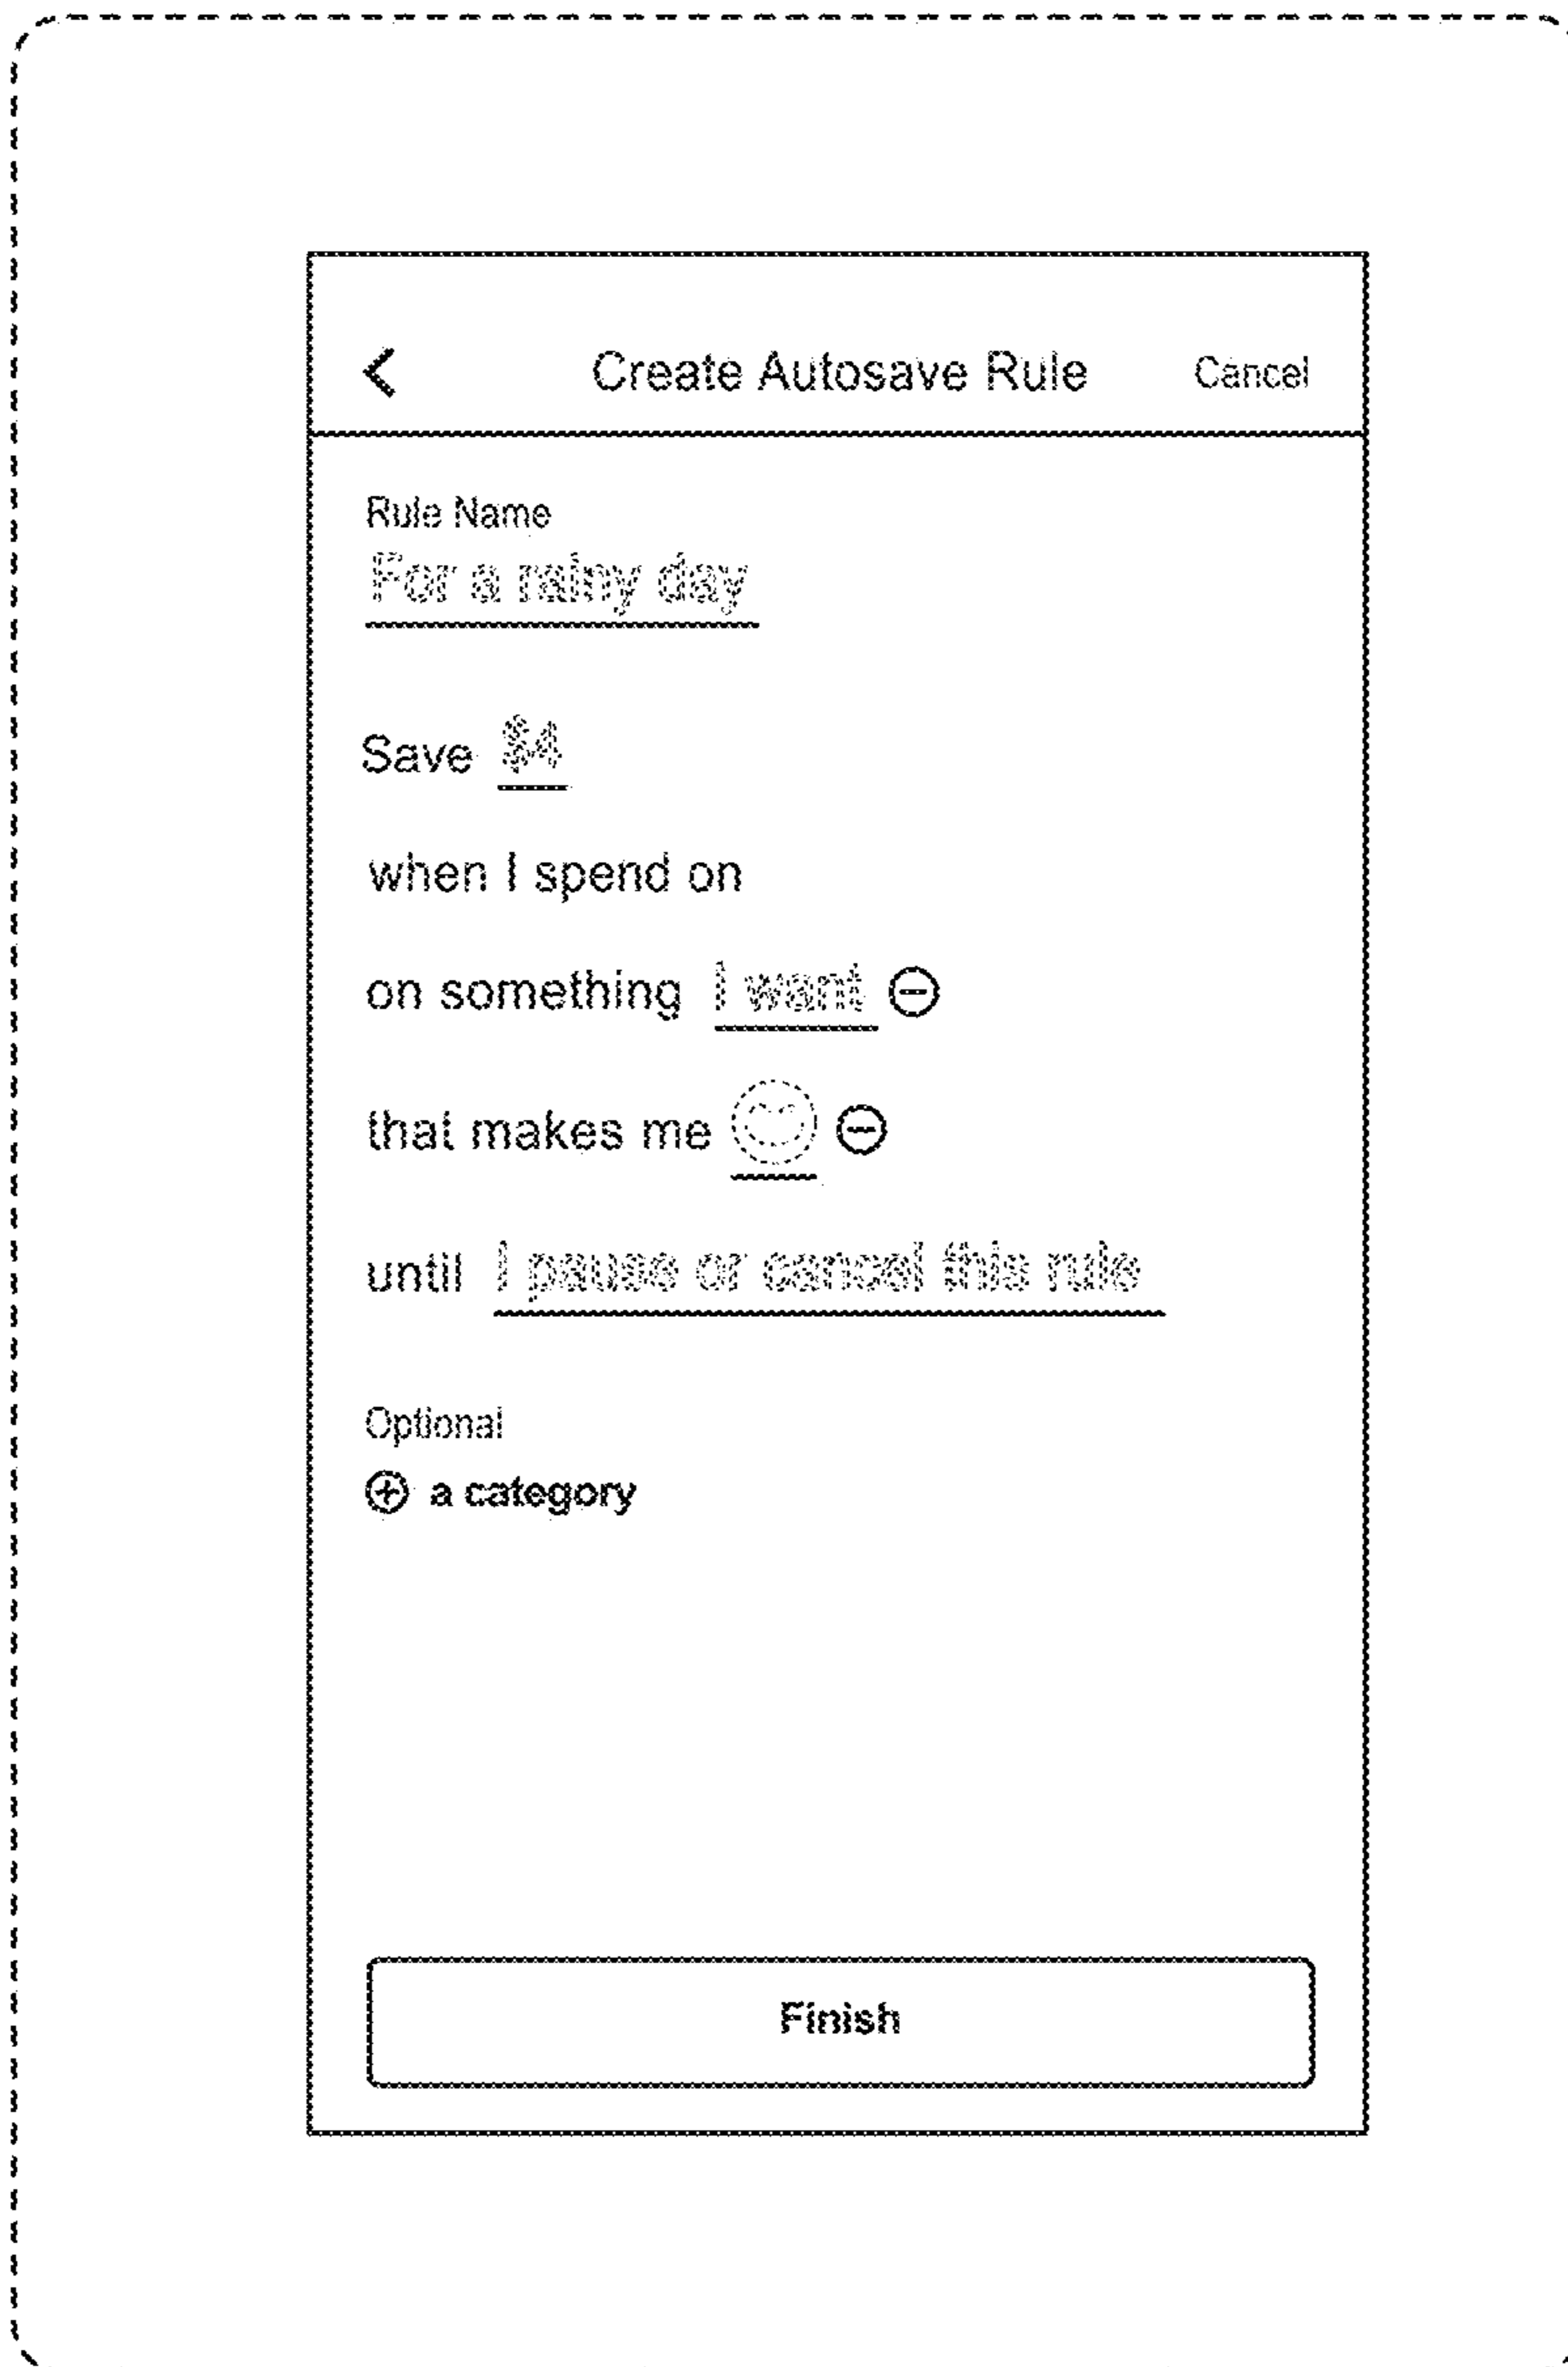 Create Autosave Rule Cancel
Rule Name
For a rainy day
Save $4
when I spend on
on something I want
that makes me
until I pause or cancel this rule
Optional
a category
Finish